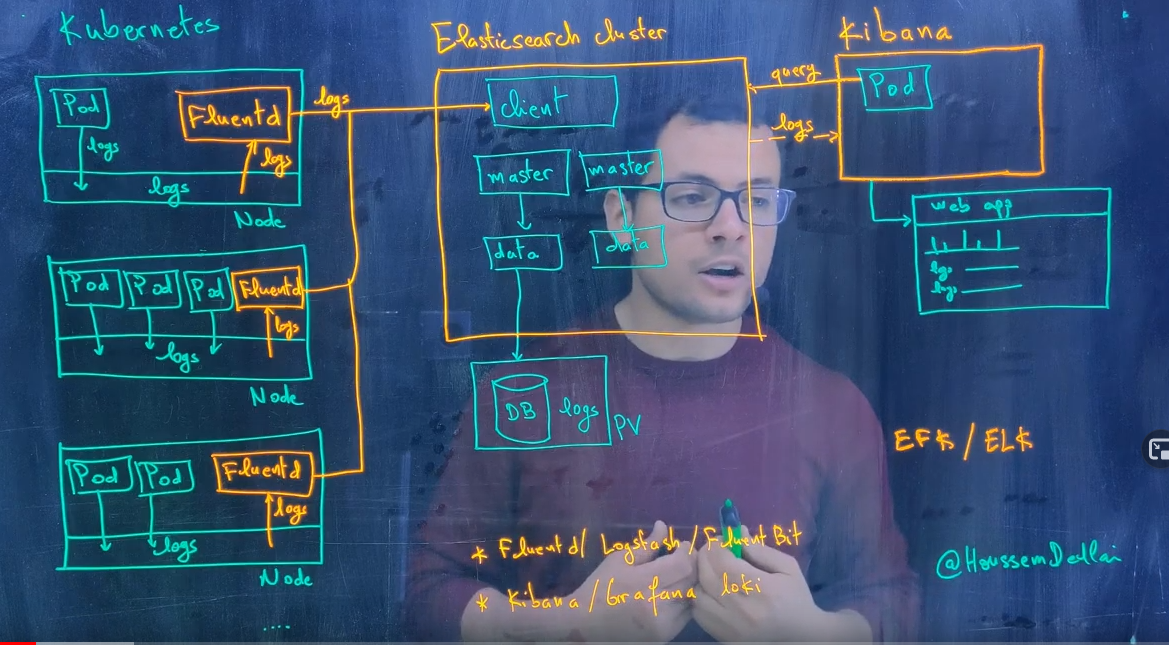 Kubernetes
Pod
Fluentd
logs
logs
logs
Node
logs
Pod
Pod
Pod
Fluentd
logs
logs
Node
Pod
Pod
Fluentd
logs
logs
Node
....
Elasticsearch cluster
client
master
master
data
data
DB
logs
PV
Kibana
query
Pod
logs
web app
logs
logs
EFK / ELK
* Fluentd / Logstash / Fluent Bit
* Kibana / Grafana loki
@HoussemDellai